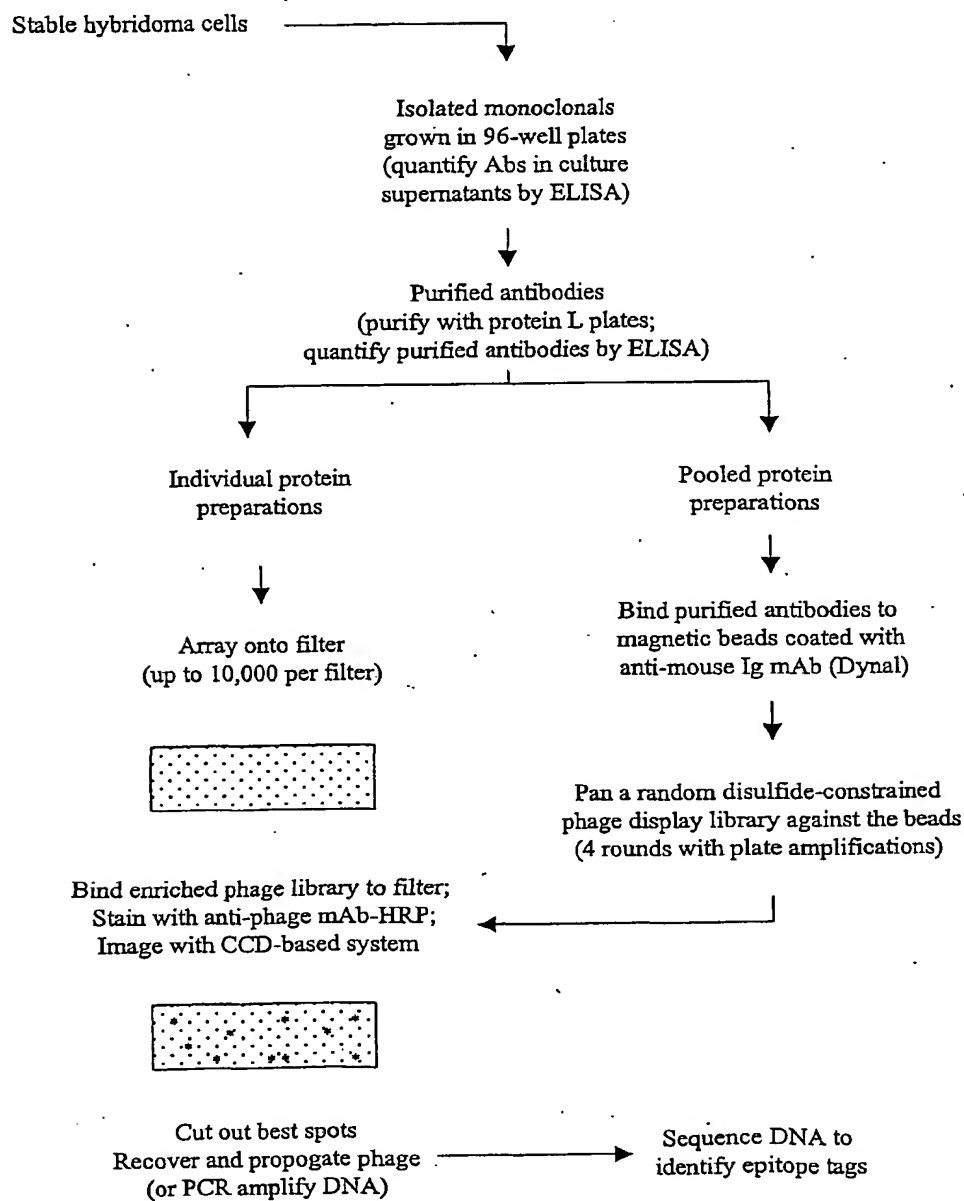 Stable hybridoma cells
Isolated monoclonals
grown in 96-well plates
(quantify Abs in culture
supernatants by ELISA)
Purified antibodies
(purify with protein L plates;
quantify purified antibodies by ELISA)
Individual protein
preparations
Pooled protein
preparations
Array onto filter
(up to 10,000 per filter)
Bind purified antibodies to
magnetic beads coated with
anti-mouse Ig mAb (Dynal)
Pan a random disulfide-constrained
phage display library against the beads
(4 rounds with plate amplifications)
Bind enriched phage library to filter;
Stain with anti-phage mAb-HRP;
Image with CCD-based system
Cut out best spots
Recover and propogate phage
(or PCR amplify DNA)
Sequence DNA to
identify epitope tags